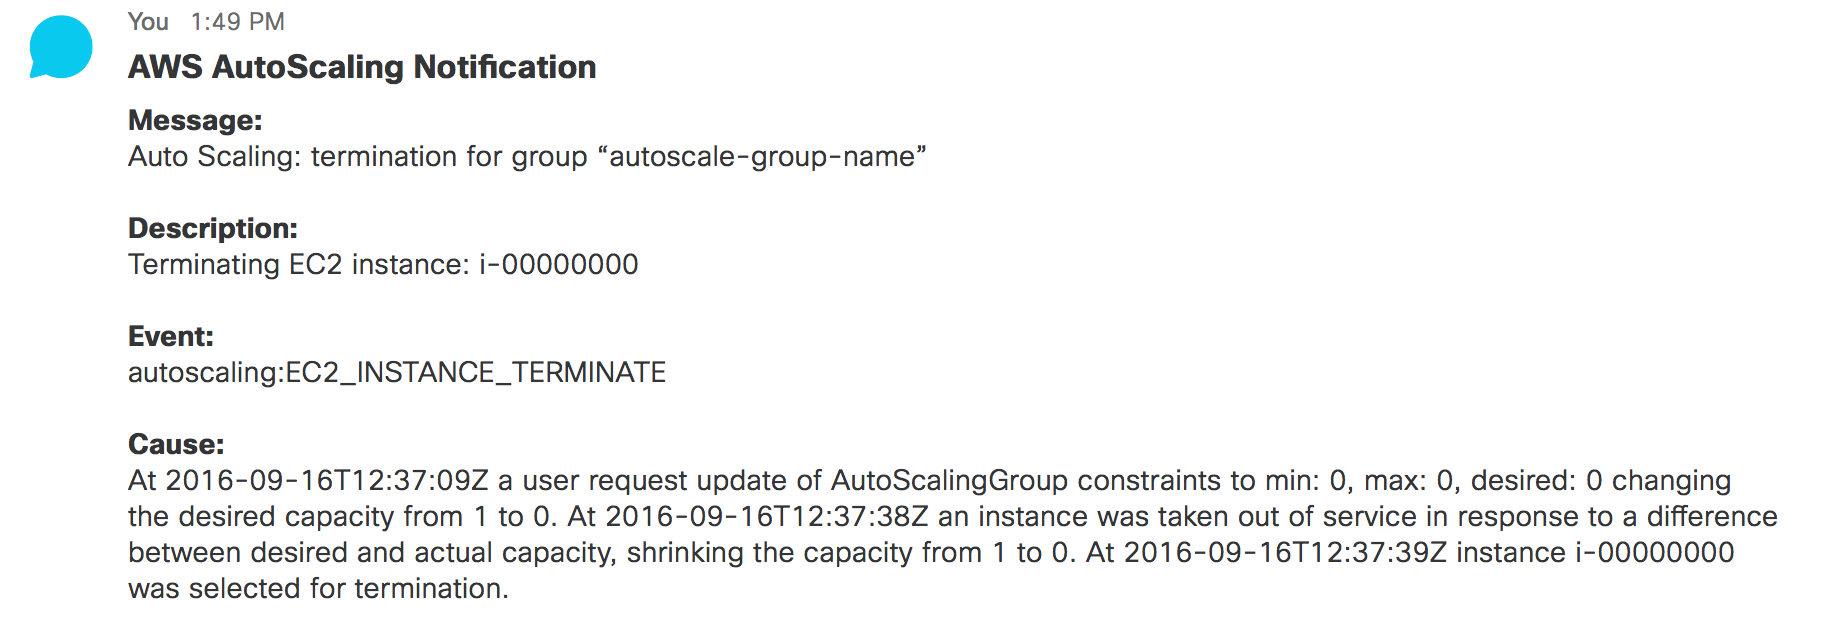 You 1:49 PM
AWS AutoScaling Notification
Message:
Auto Scaling: termination for group “autoscale-group-name”
Description:
Terminating EC2 instance: i-00000000
Event:
autoscaling:EC2_INSTANCE_TERMINATE
Cause:
At 2016-09-16T12:37:09Z a user request update of AutoScalingGroup constraints to min: 0, max: 0, desired: 0 changing
the desired capacity from 1 to 0. At 2016-09-16T12:37:38Z an instance was taken out of service in response to a difference
between desired and actual capacity, shrinking the capacity from 1 to 0. At 2016-09-16T12:37:39Z instance i-00000000
was selected for termination.